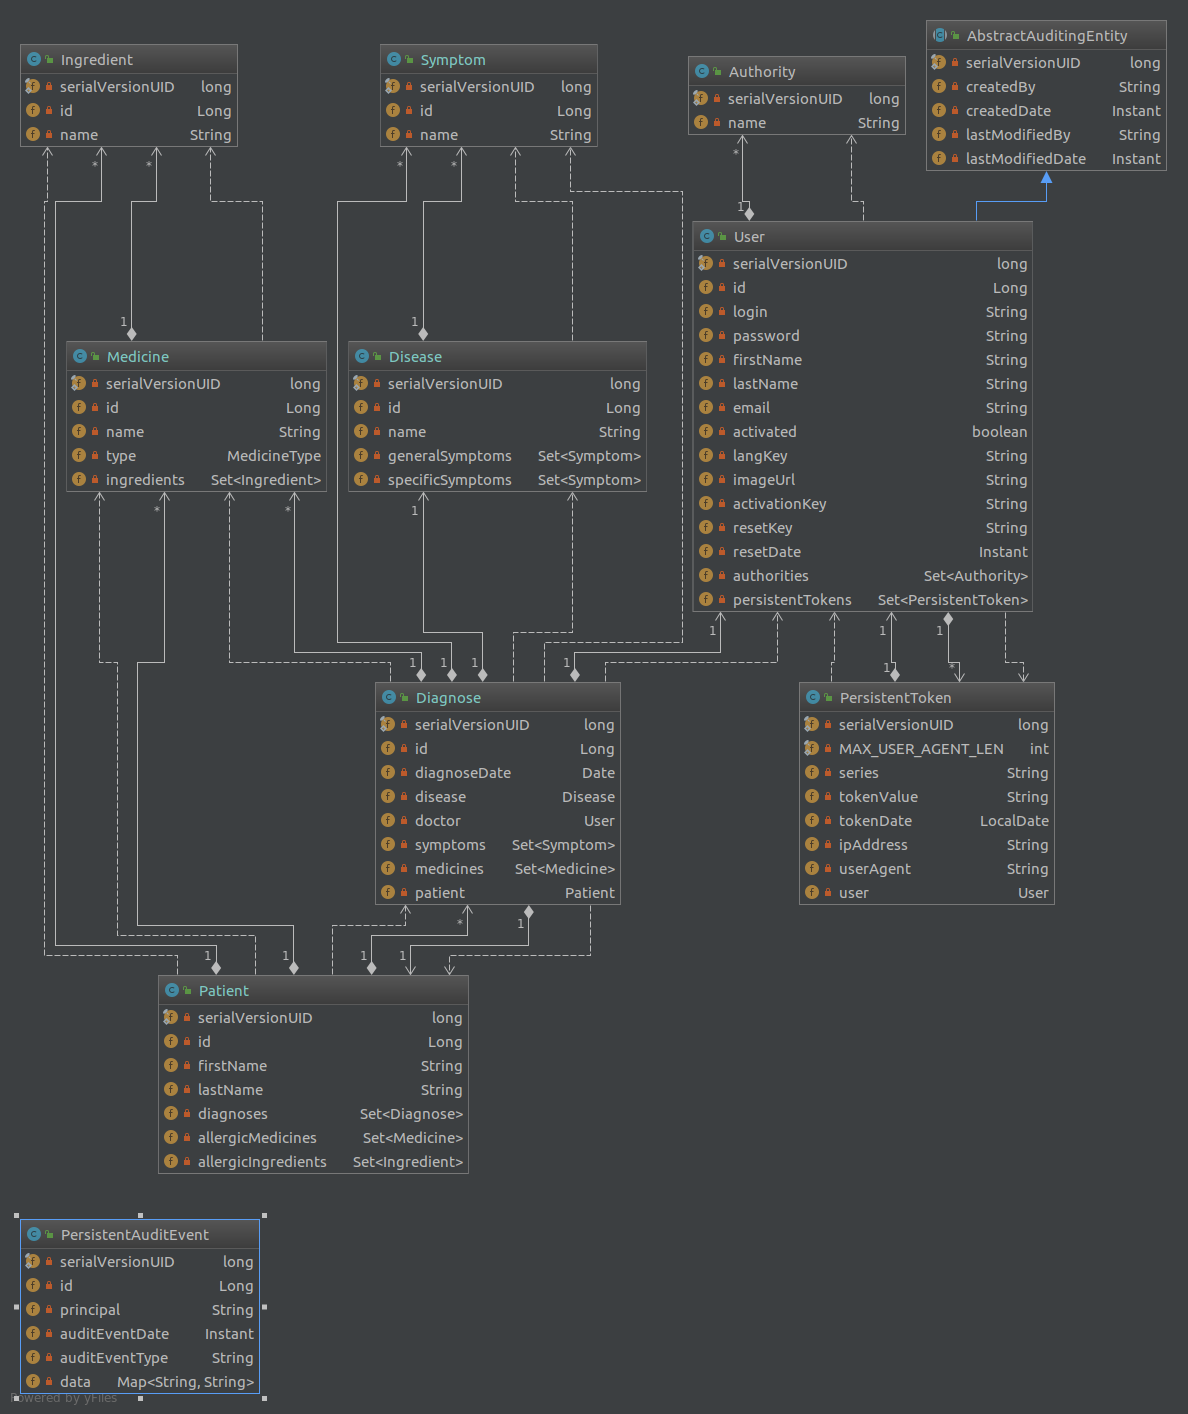 Ingredient
serialVersionUID long
id Long
name String
Symptom
serialVersionUID long
id Long
name String
Authority
serialVersionUID long
name String
AbstractAuditingEntity
serialVersionUID long
createdBy String
createdDate Instant
lastModifiedBy String
lastModifiedDate Instant
* * * * *
1
1 1
User
serialVersionUID long
id Long
login String
password String
firstName String
lastName String
email String
activated boolean
langKey String
imageUrl String
activationKey String
resetKey String
resetDate Instant
authorities Set<Authority>
persistentTokens Set<PersistentToken>
Medicine
serialVersionUID long
id Long
name String
type MedicineType
ingredients Set<Ingredient>
Disease
serialVersionUID long
id Long
name String
generalSymptoms Set<Symptom>
specificSymptoms Set<Symptom>
* * 1
1 1 1
1 1 1 1 1 *
Diagnose
serialVersionUID long
id Long
diagnoseDate Date
disease Disease
doctor User
symptoms Set<Symptom>
medicines Set<Medicine>
patient Patient
PersistentToken
serialVersionUID long
MAX_USER_AGENT_LEN int
series String
tokenValue String
tokenDate LocalDate
ipAddress String
userAgent String
user User
* 1
1 1 1 1
Patient
serialVersionUID long
id Long
firstName String
lastName String
diagnoses Set<Diagnose>
allergicMedicines Set<Medicine>
allergicIngredients Set<Ingredient>
PersistentAuditEvent
serialVersionUID long
id Long
principal String
auditEventDate Instant
auditEventType String
data Map<String, String>
Powered by yFiles